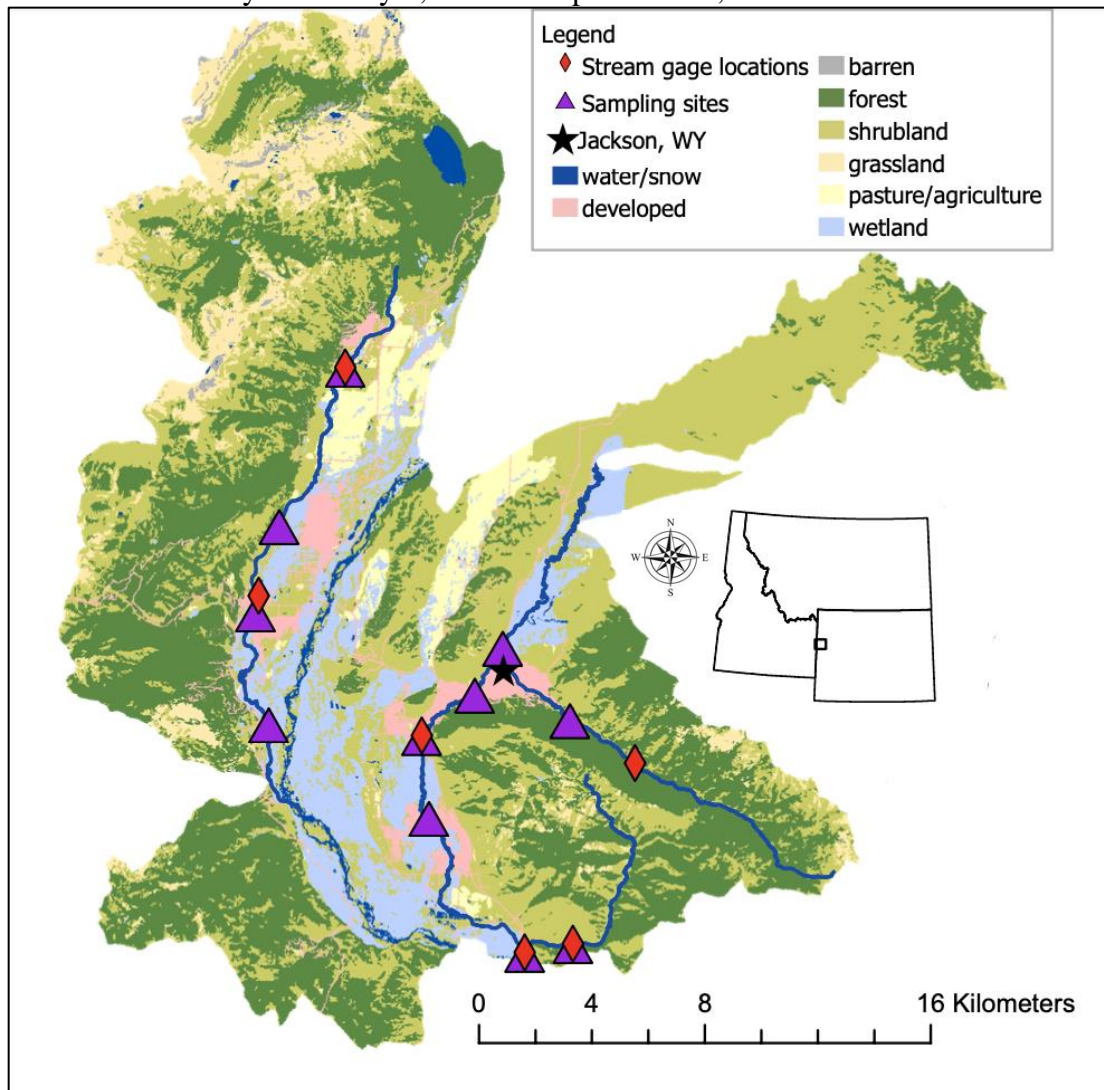 Legend
Stream gage locations
Sampling sites
Jackson, WY
water/snow
developed
barren
forest
shrubland
grassland
pasture/agriculture
wetland
N
W E
S
0 4 8 16 Kilometers